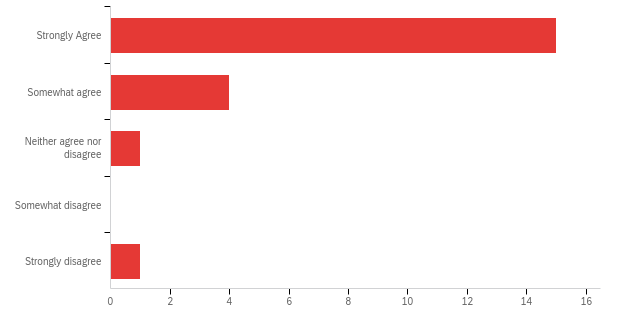 Strongly Agree
Somewhat agree
Neither agree nor
disagree
Somewhat disagree
Strongly disagree
0 2 4 6 8 10 12 14 16